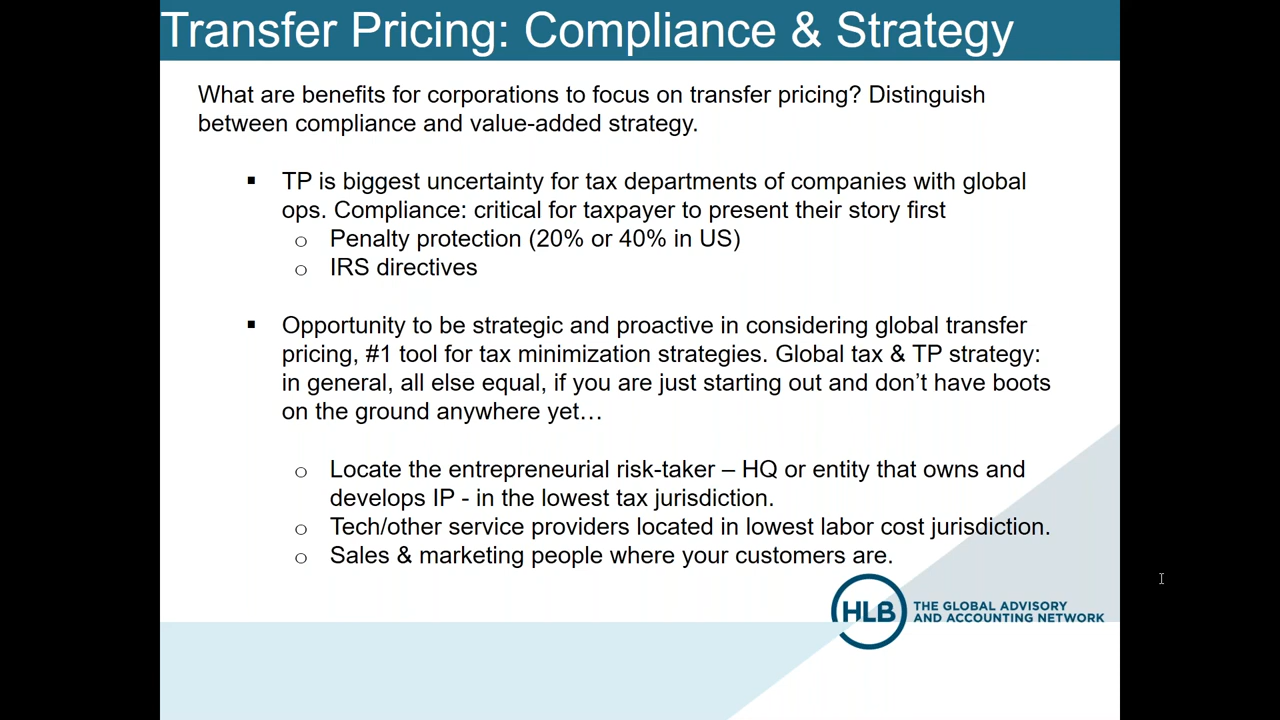 Transfer Pricing: Compliance & Strategy
What are benefits for corporations to focus on transfer pricing? Distinguish
between compliance and value-added strategy.
▪ TP is biggest uncertainty for tax departments of companies with global
ops. Compliance: critical for taxpayer to present their story first
o Penalty protection (20% or 40% in US)
o IRS directives
▪ Opportunity to be strategic and proactive in considering global transfer
pricing, #1 tool for tax minimization strategies. Global tax & TP strategy:
in general, all else equal, if you are just starting out and don’t have boots
on the ground anywhere yet…
o Locate the entrepreneurial risk-taker – HQ or entity that owns and
develops IP - in the lowest tax jurisdiction.
o Tech/other service providers located in lowest labor cost jurisdiction.
o Sales & marketing people where your customers are.
HLB
THE GLOBAL ADVISORY
AND ACCOUNTING NETWORK